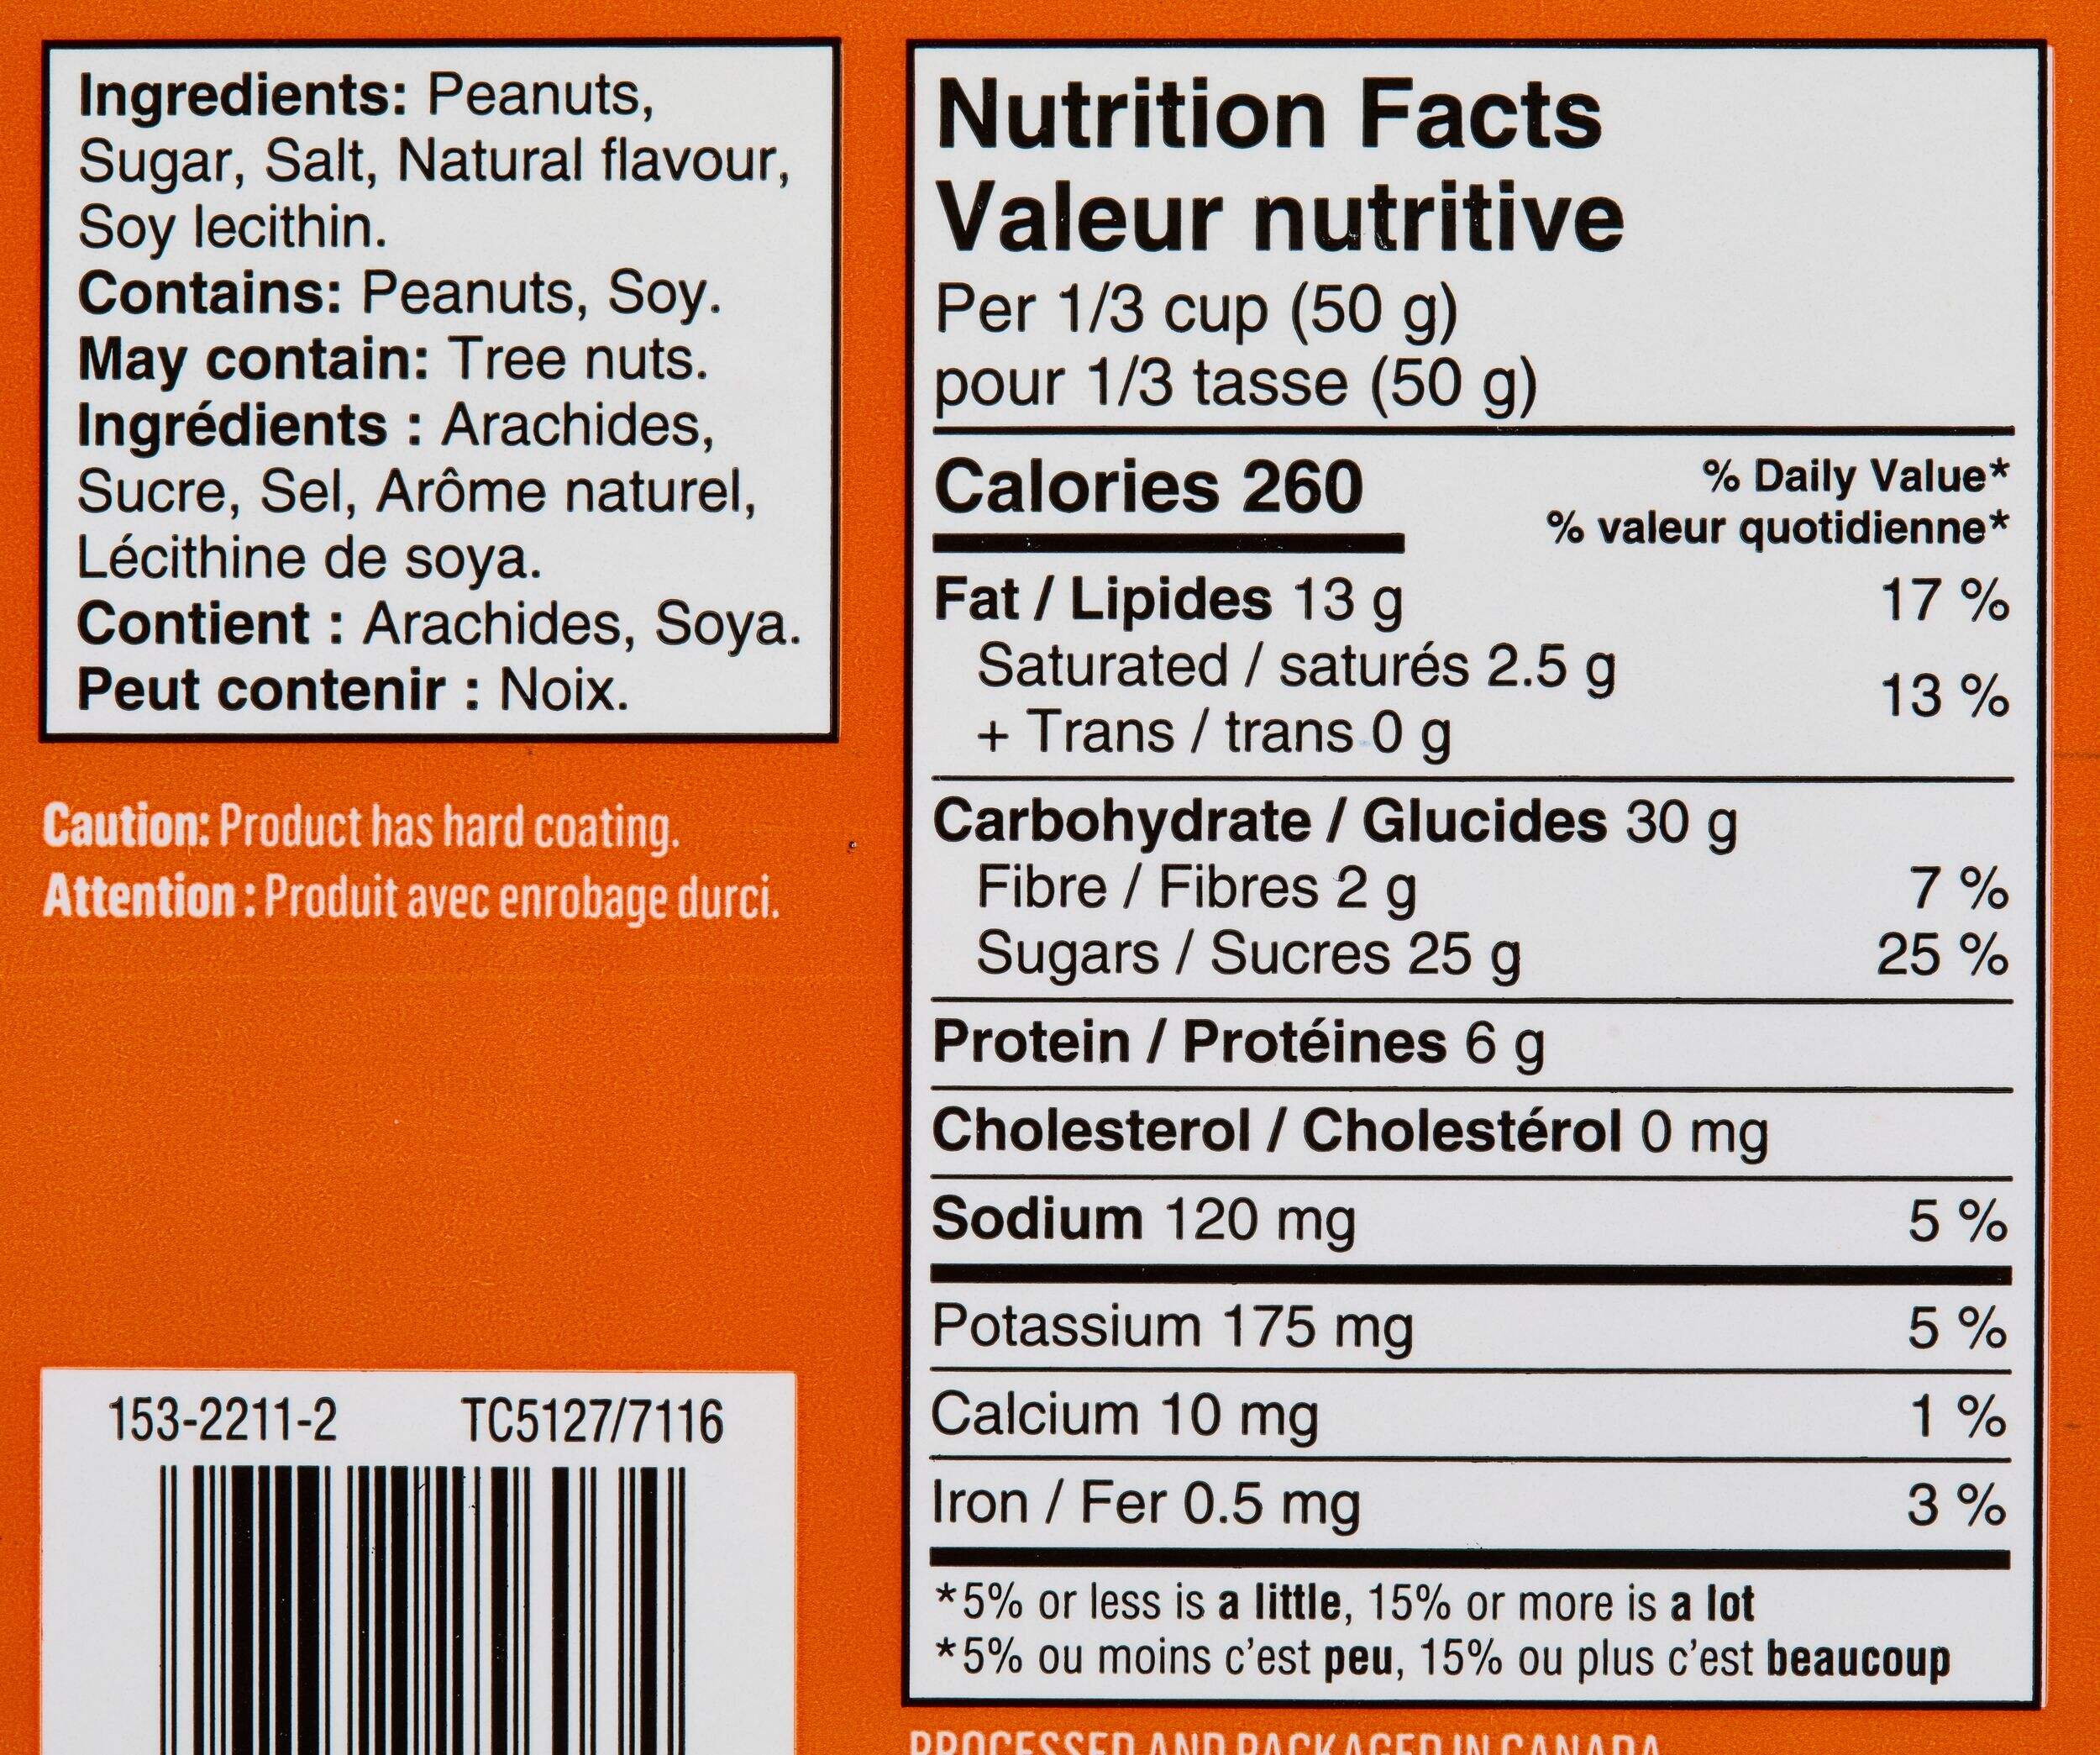 Ingredients: Peanuts,
Sugar, Salt, Natural flavour,
Soy lecithin.
Contains: Peanuts, Soy.
May contain: Tree nuts.
Ingrédients : Arachides,
Sucre, Sel, Arôme naturel,
Lécithine de soya.
Contient : Arachides, Soya.
Peut contenir : Noix.
Caution: Product has hard coating.
Attention : Produit avec enrobage durci.
153-2211-2 TC5127/7116
Nutrition Facts
Valeur nutritive
Per 1/3 cup (50 g)
pour 1/3 tasse (50 g)
Calories 260
% Daily Value*
% valeur quotidienne*
Fat / Lipides 13 g 17 %
Saturated / saturés 2.5 g
+ Trans / trans 0 g
13 %
Carbohydrate / Glucides 30 g
Fibre / Fibres 2 g 7 %
Sugars / Sucres 25 g 25 %
Protein / Protéines 6 g
Cholesterol / Cholestérol 0 mg
Sodium 120 mg 5 %
Potassium 175 mg 5 %
Calcium 10 mg 1 %
Iron / Fer 0.5 mg 3 %
*5% or less is a little, 15% or more is a lot
*5% ou moins c'est peu, 15% ou plus c'est beaucoup
PROCESSED AND PACKAGED IN CANADA